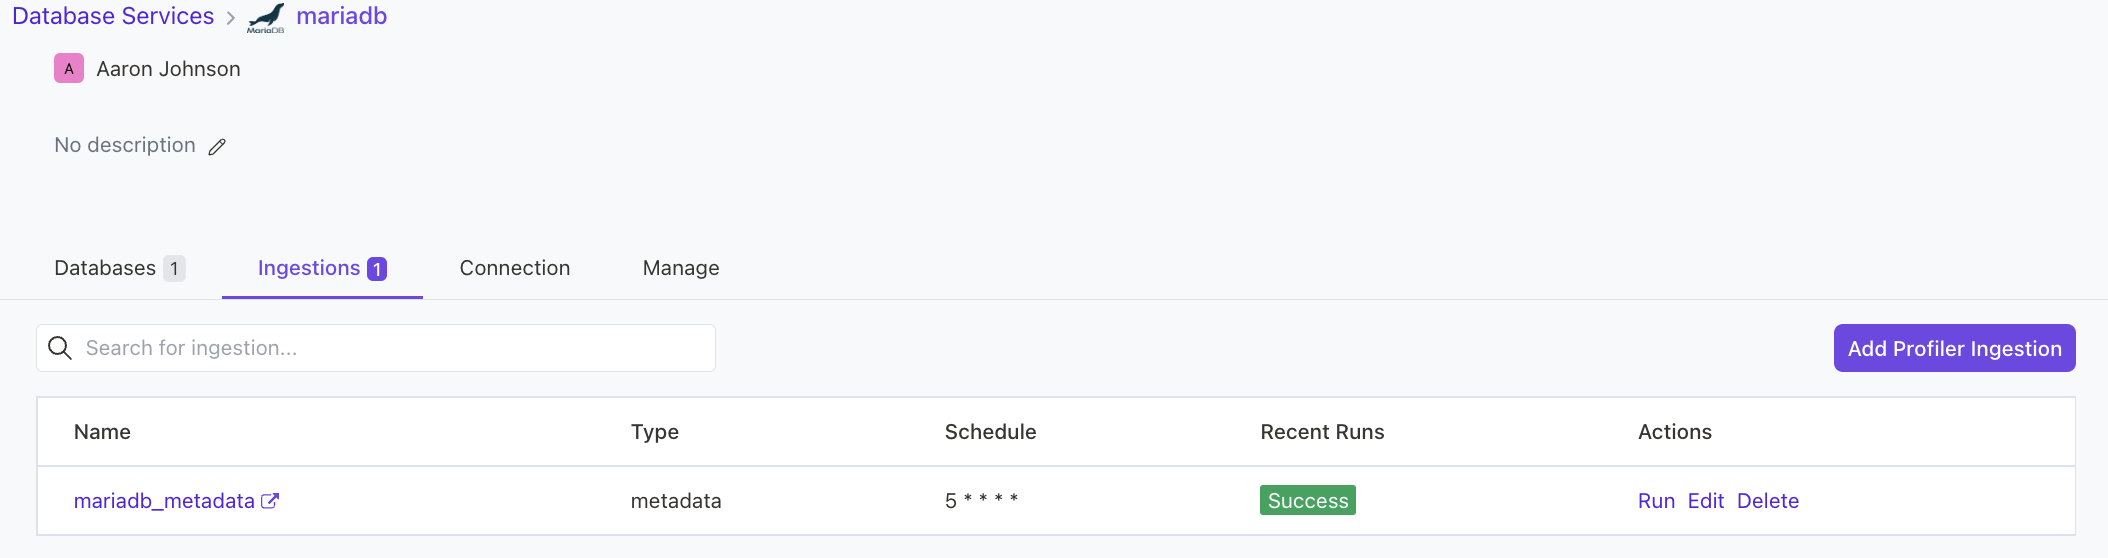 Database Services > MariaDB mariadb
A Aaron Johnson
No description
Databases 1 Ingestions 1 Connection Manage
Search for ingestion... Add Profiler Ingestion
Name Type Schedule Recent Runs Actions
mariadb_metadata metadata 5 * * * * Success Run Edit Delete